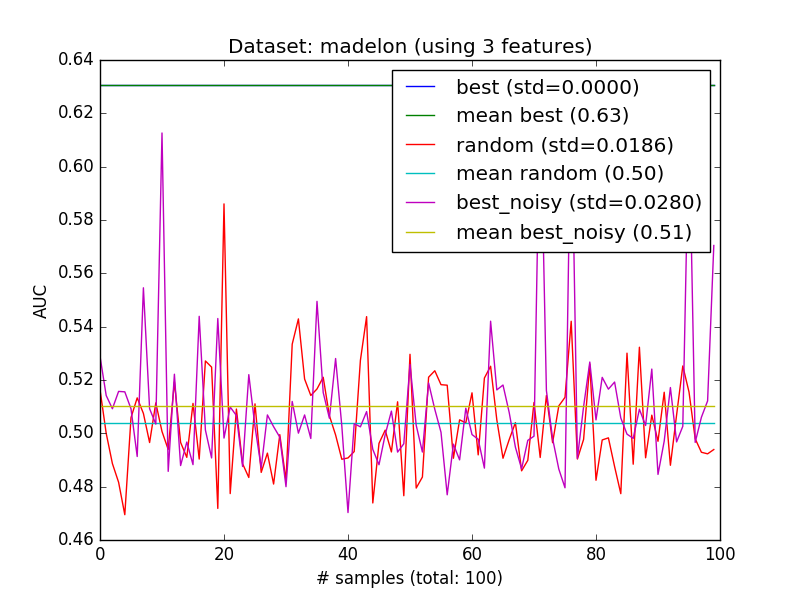 Dataset: madelon (using 3 features)
0.64
0.62
0.60
0.58
0.56
0.54
0.52
0.50
0.48
0.46
AUC
best (std=0.0000)
mean best (0.63)
random (std=0.0186)
mean random (0.50)
best_noisy (std=0.0280)
mean best_noisy (0.51)
0 20 40 60 80 100
# samples (total: 100)